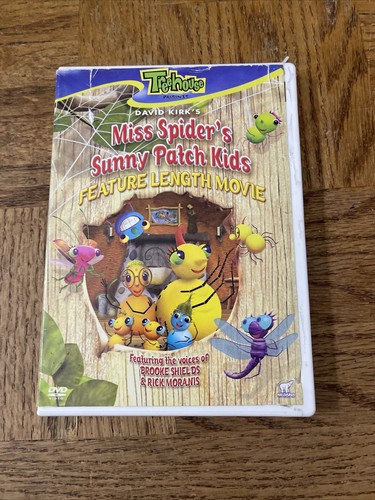 Treehouse
DAVID KIRK'S
Miss Spider's
Sunny Patch Kids
FEATURE LENGTH MOVIE
Featuring the voices of
BROOKE SHIELDS
& RICK MORANIS
DVD